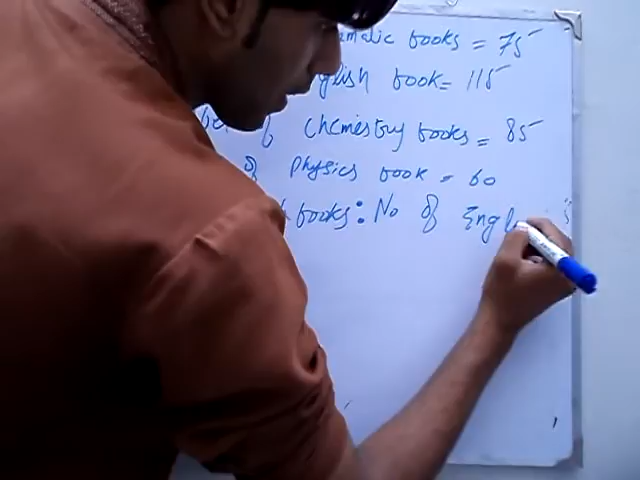 matic books = 75
glish book = 115
of chemistry books = 85
of Physics book = 60
books: No of Engl